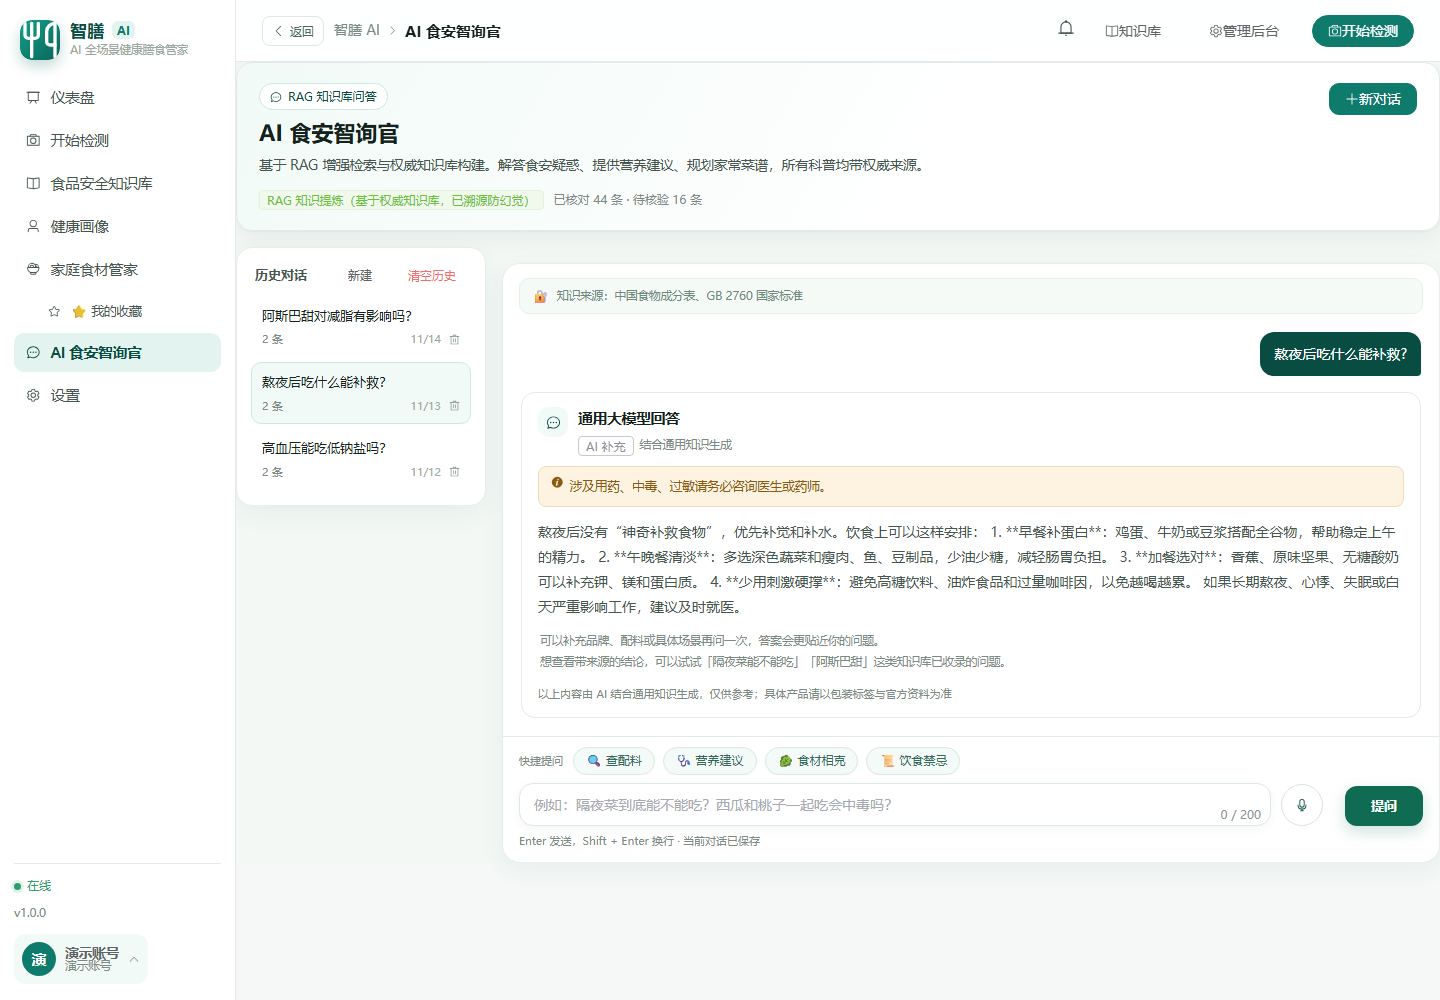 智膳 AI
AI 全场景健康膳食管家
仪表盘
开始检测
食品安全知识库
健康画像
家庭食材管家
我的收藏
AI 食安智询官
设置
在线
v1.0.0
演
演示账号
演示账号
返回
智膳 AI > AI 食安智询官
知识库
管理后台
开始检测
RAG 知识库问答
AI 食安智询官
基于 RAG 增强检索与权威知识库构建。解答食安疑惑、提供营养建议、规划家常菜谱，所有科普均带权威来源。
RAG 知识提炼（基于权威知识库，已溯源防幻觉） 已核对 44 条 · 待核验 16 条
新对话
历史对话 新建 清空历史
阿斯巴甜对减脂有影响吗？
2 条 11/14
熬夜后吃什么能补救？
2 条 11/13
高血压能吃低钠盐吗？
2 条 11/12
知识来源：中国食物成分表、GB 2760 国家标准
熬夜后吃什么能补救？
通用大模型回答
AI 补充 结合通用知识生成
涉及用药、中毒、过敏请务必咨询医生或药师。
熬夜后没有“神奇补救食物”，优先补觉和补水。饮食上可以这样安排： 1. **早餐补蛋白**：鸡蛋、牛奶或豆浆搭配全谷物，帮助稳定上午
的精力。 2. **午晚餐清淡**：多选深色蔬菜和瘦肉、鱼、豆制品，少油少糖，减轻肠胃负担。 3. **加餐选对**：香蕉、原味坚果、无糖酸奶
可以补充钾、镁和蛋白质。 4. **少用刺激硬撑**：避免高糖饮料、油炸食品和过量咖啡因，以免越喝越累。 如果长期熬夜、心悸、失眠或白
天严重影响工作，建议及时就医。
可以补充品牌、配料或具体场景再问一次，答案会更贴近你的问题。
想查看带来源的结论，可以试试「隔夜菜能不能吃」「阿斯巴甜」这类知识库已收录的问题。
以上内容由 AI 结合通用知识生成，仅供参考；具体产品请以包装标签与官方资料为准
快捷提问 查配料 营养建议 食材相克 饮食禁忌
例如：隔夜菜到底能不能吃？西瓜和桃子一起吃会中毒吗？
0 / 200
提问
Enter 发送，Shift + Enter 换行 · 当前对话已保存